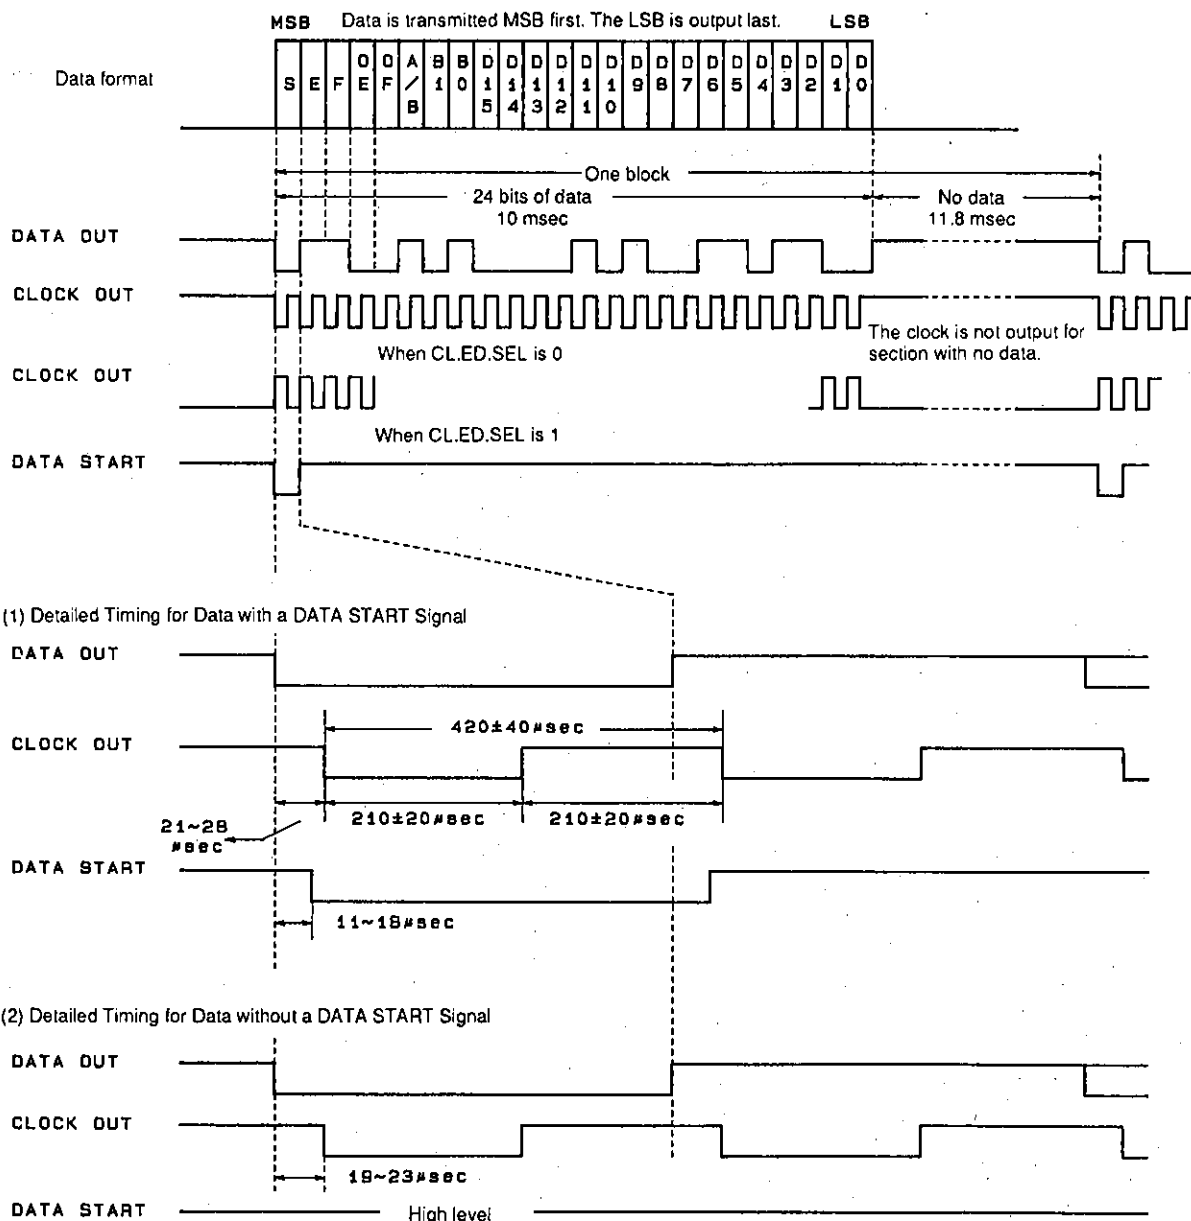 MSB Data is transmitted MSB first. The LSB is output last. LSB
Data format S E F OE OF A/B B1 B0 D15 D14 D13 D12 D11 D10 D9 D8 D7 D6 D5 D4 D3 D2 D1 D0
One block
24 bits of data
10 msec
No data
11.8 msec
DATA OUT
CLOCK OUT
When CL.ED.SEL is 0
The clock is not output for
section with no data.
CLOCK OUT
When CL.ED.SEL is 1
DATA START
(1) Detailed Timing for Data with a DATA START Signal
DATA OUT
420±40µsec
CLOCK OUT
210±20µsec 210±20µsec
21~28
µsec
DATA START
11~18µsec
(2) Detailed Timing for Data without a DATA START Signal
DATA OUT
CLOCK OUT
19~23µsec
DATA START High level